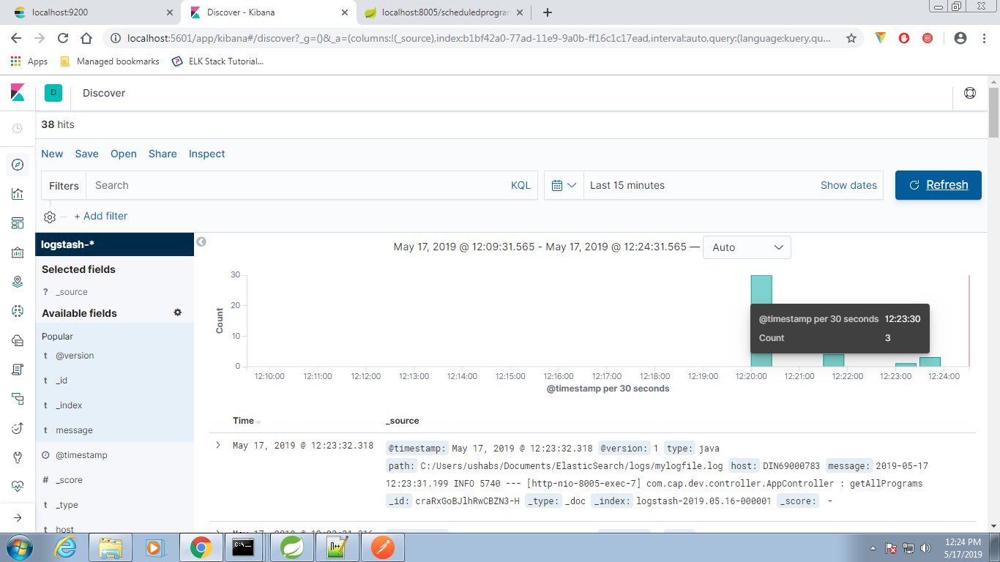 localhost:9200
Discover - Kibana
localhost:8005/scheduledprogran
localhost:5601/app/kibana#/discover?_g=()&_a=(columns:!(_source),index:b1bf42a0-77ad-11e9-9a0b-ff16c1c17ead,interval:auto,query:(language:kuery,qu...
Apps
Managed bookmarks
ELK Stack Tutorial...
D
Discover
38 hits
New Save Open Share Inspect
Filters
Search
KQL
Last 15 minutes
Show dates
Refresh
+ Add filter
logstash-*
Selected fields
? _source
Available fields
Popular
t @version
t _id
t _index
t message
@timestamp
# _score
t _type
t host
May 17, 2019 @ 12:09:31.565 - May 17, 2019 @ 12:24:31.565 —
Auto
30
20
10
0
Count
@timestamp per 30 seconds 12:23:30
Count 3
12:10:00 12:11:00 12:12:00 12:13:00 12:14:00 12:15:00 12:16:00 12:17:00 12:18:00 12:19:00 12:20:00 12:21:00 12:22:00 12:23:00 12:24:00
@timestamp per 30 seconds
Time
_source
May 17, 2019 @ 12:23:32.318
@timestamp: May 17, 2019 @ 12:23:32.318 @version: 1 type: java
path: C:/Users/ushabs/Documents/ElasticSearch/logs/mylogfile.log host: DIN69000783 message: 2019-05-17
12:23:31.199 INFO 5740 --- [http-nio-8005-exec-7] com.cap.dev.controller.AppController : getAllPrograms
_id: craRxGoBJlhRwCBZN3-H _type: _doc _index: logstash-2019.05.16-000001 _score: -
12:24 PM
5/17/2019